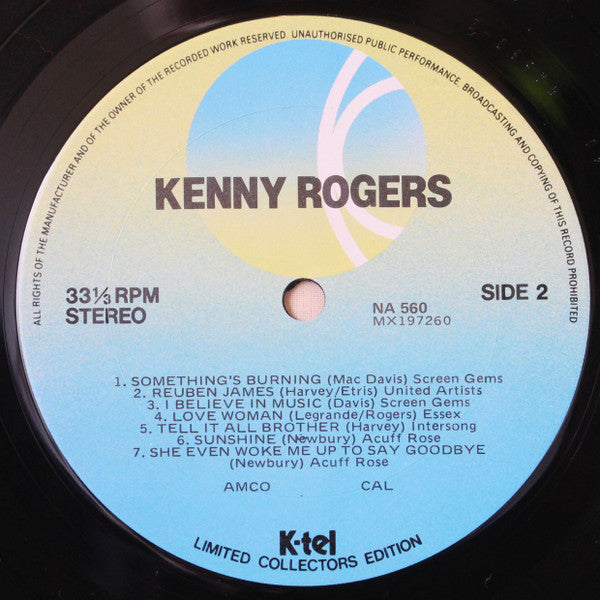 ALL RIGHTS OF THE MANUFACTURER AND OF THE OWNER OF THE RECORDED WORK RESERVED. UNAUTHORISED PUBLIC PERFORMANCE, BROADCASTING AND COPYING OF THIS RECORD PROHIBITED
KENNY ROGERS
33⅓ RPM
STEREO
NA 560
MX197260
SIDE 2
1. SOMETHING'S BURNING (Mac Davis) Screen Gems
2. REUBEN JAMES (Harvey/Etris) United Artists
3. I BELIEVE IN MUSIC (Davis) Screen Gems
4. LOVE WOMAN (Legrande/Rogers) Essex
5. TELL IT ALL BROTHER (Harvey) Intersong
6. SUNSHINE (Newbury) Acuff Rose
7. SHE EVEN WOKE ME UP TO SAY GOODBYE
(Newbury) Acuff Rose
AMCO CAL
K-tel
LIMITED COLLECTORS EDITION